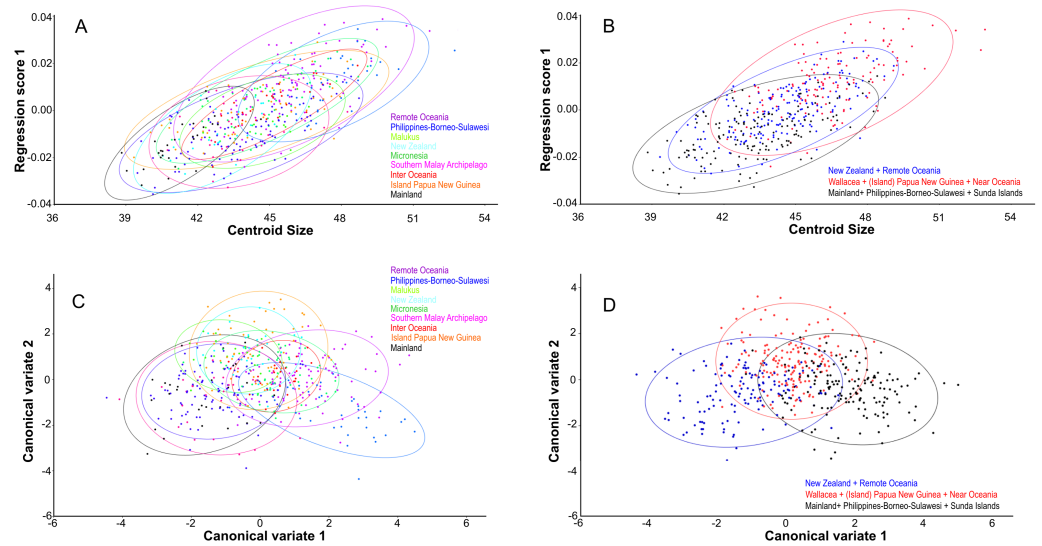 A
Regression score 1
0.04
0.02
0.00
-0.02
-0.04
36
39
42
45
48
51
54
Centroid Size
Remote Oceania
Philippines-Borneo-Sulawesi
Malukus
New Zealand
Micronesia
Southern Malay Archipelago
Inter Oceania
Island Papua New Guinea
Mainland
B
Regression score 1
0.04
0.02
0.00
-0.02
-0.04
36
39
42
45
48
51
54
Centroid Size
New Zealand + Remote Oceania
Wallacea + (Island) Papua New Guinea + Near Oceania
Mainland+ Philippines-Borneo-Sulawesi + Sunda Islands
C
Canonical variate 2
4
2
0
-2
-4
-6
-6
-4
-2
0
2
4
6
Canonical variate 1
Remote Oceania
Philippines-Borneo-Sulawesi
Malukus
New Zealand
Micronesia
Southern Malay Archipelago
Inter Oceania
Island Papua New Guinea
Mainland
D
Canonical variate 2
4
2
0
-2
-4
-6
-6
-4
-2
0
2
4
6
Canonical variate 1
New Zealand + Remote Oceania
Wallacea + (Island) Papua New Guinea + Near Oceania
Mainland+ Philippines-Borneo-Sulawesi + Sunda Islands